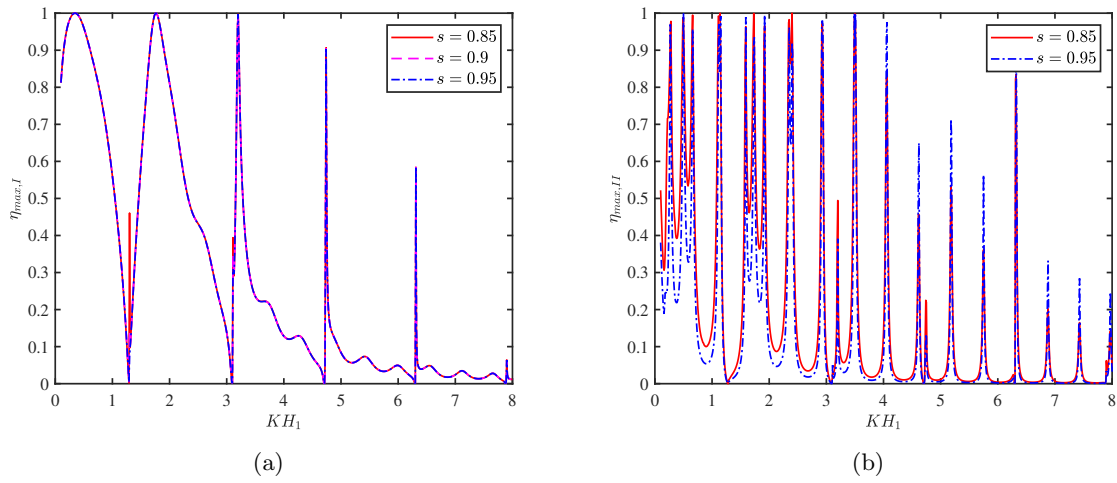 1
0.9
0.8
0.7
0.6
0.5
0.4
0.3
0.2
0.1
0
η_{max,I}
s = 0.85
s = 0.9
s = 0.95
0 1 2 3 4 5 6 7 8
KH₁
(a)
1
0.9
0.8
0.7
0.6
0.5
0.4
0.3
0.2
0.1
0
η_{max,II}
s = 0.85
s = 0.95
0 1 2 3 4 5 6 7 8
KH₁
(b)